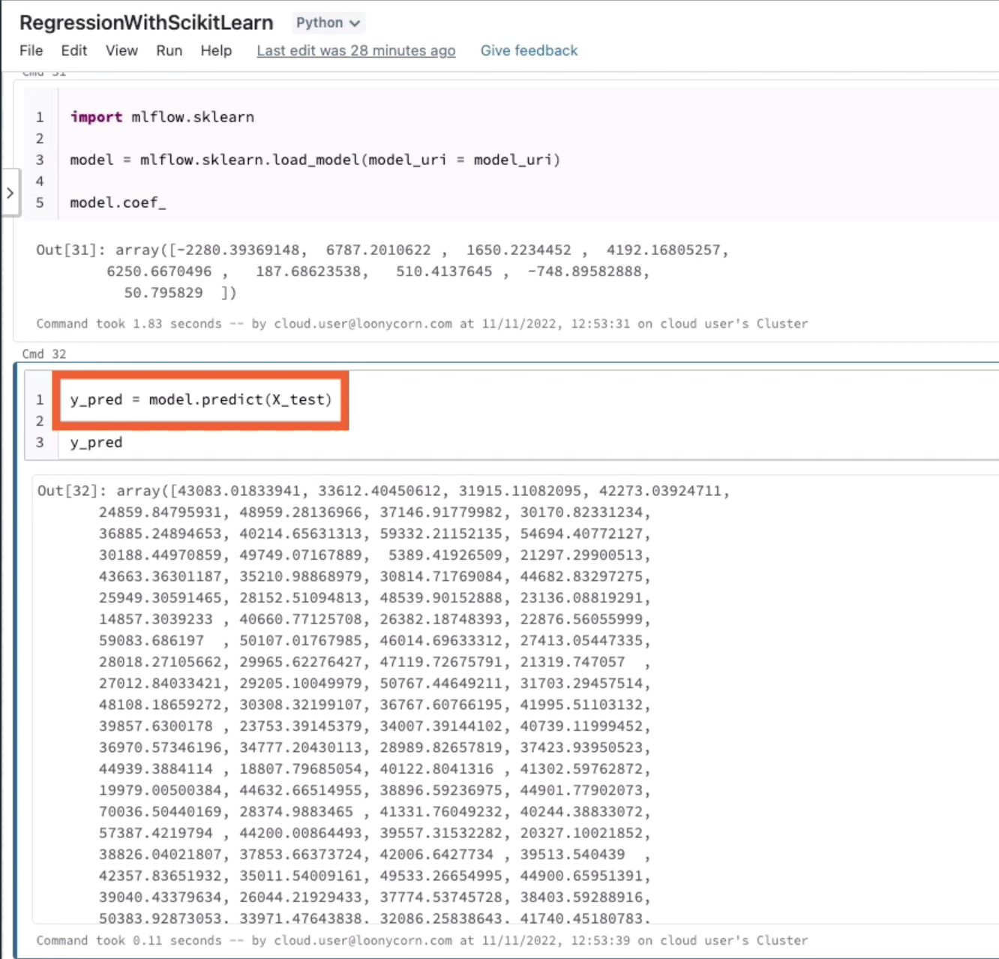 RegressionWithScikitLearn Python
File Edit View Run Help Last edit was 28 minutes ago Give feedback
Cmd 31
1 import mlflow.sklearn
2
3 model = mlflow.sklearn.load_model(model_uri = model_uri)
4
5 model.coef_
Out[31]: array([-2280.39369148, 6787.2010622 , 1650.2234452 , 4192.16805257,
6250.6670496 , 187.68623538, 510.4137645 , -748.89582888,
50.795829 ])
Command took 1.83 seconds -- by cloud.user@loonycorn.com at 11/11/2022, 12:53:31 on cloud user's Cluster
Cmd 32
1 y_pred = model.predict(X_test)
2
3 y_pred
Out[32]: array([43083.01833941, 33612.40450612, 31915.11082095, 42273.03924711,
24859.84795931, 48959.28136966, 37146.91779982, 30170.82331234,
36885.24894653, 40214.65631313, 59332.21152135, 54694.40772127,
30188.44970859, 49749.07167889, 5389.41926509, 21297.29900513,
43663.36301187, 35210.98868979, 30814.71769084, 44682.83297275,
25949.30591465, 28152.51094813, 48539.90152888, 23136.08819291,
14857.3039233 , 40660.77125708, 26382.18748393, 22876.56055999,
59083.686197 , 50107.01767985, 46014.69633312, 27413.05447335,
28018.27105662, 29965.62276427, 47119.72675791, 21319.747057 ,
27012.84033421, 29205.10049979, 50767.44649211, 31703.29457514,
48108.18659272, 30308.32199107, 36767.60766195, 41995.51103132,
39857.6300178 , 23753.39145379, 34007.39144102, 40739.11999452,
36970.57346196, 34777.20430113, 28989.82657819, 37423.93950523,
44939.3884114 , 18807.79685054, 40122.8041316 , 41302.59762872,
19979.00500384, 44632.66514955, 38896.59236975, 44901.77902073,
70036.50440169, 28374.9883465 , 41331.76049232, 40244.38833072,
57387.4219794 , 44200.00864493, 39557.31532282, 20327.10021852,
38826.04021807, 37853.66373724, 42006.6427734 , 39513.540439 ,
42357.83651932, 35011.54009161, 49533.26654995, 44900.65951391,
39040.43379634, 26044.21929433, 37774.53745728, 38403.59288916,
50383.92873053, 33971.47643838, 32086.25838643, 41740.45180783,
Command took 0.11 seconds -- by cloud.user@loonycorn.com at 11/11/2022, 12:53:39 on cloud user's Cluster